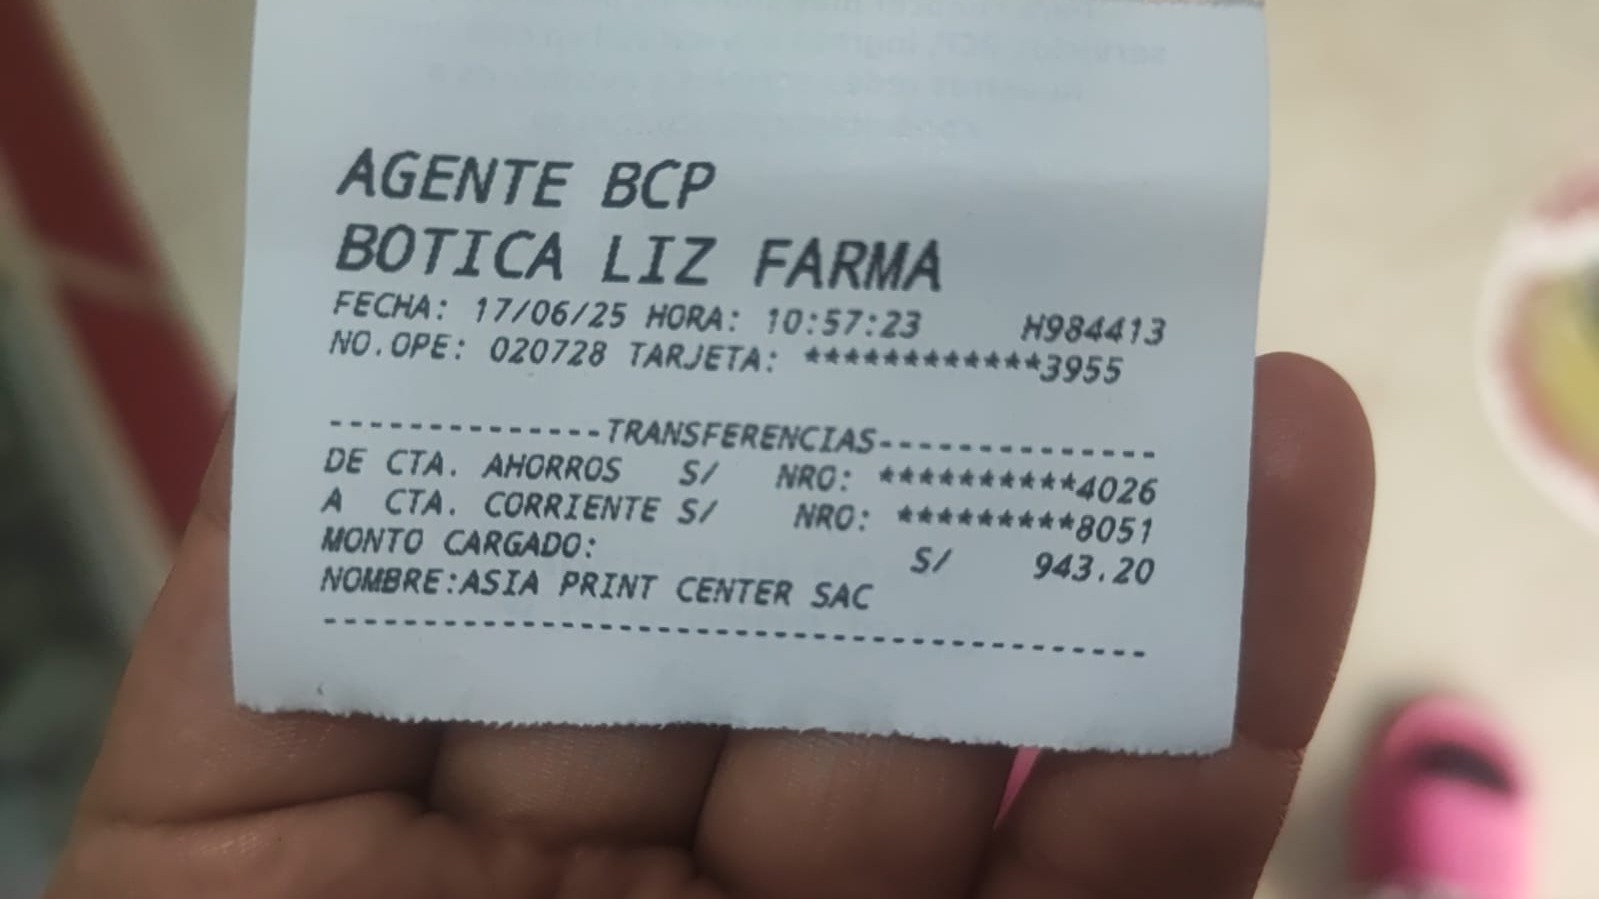 AGENTE BCP
BOTICA LIZ FARMA
FECHA: 17/06/25 HORA: 10:57:23 H984413
NO.OPE: 020728 TARJETA: ************3955
--------------TRANSFERENCIAS--------------
DE CTA. AHORROS S/ NRO: **********4026
A CTA. CORRIENTE S/ NRO: *********8051
MONTO CARGADO: S/ 943.20
NOMBRE:ASIA PRINT CENTER SAC
------------------------------------------